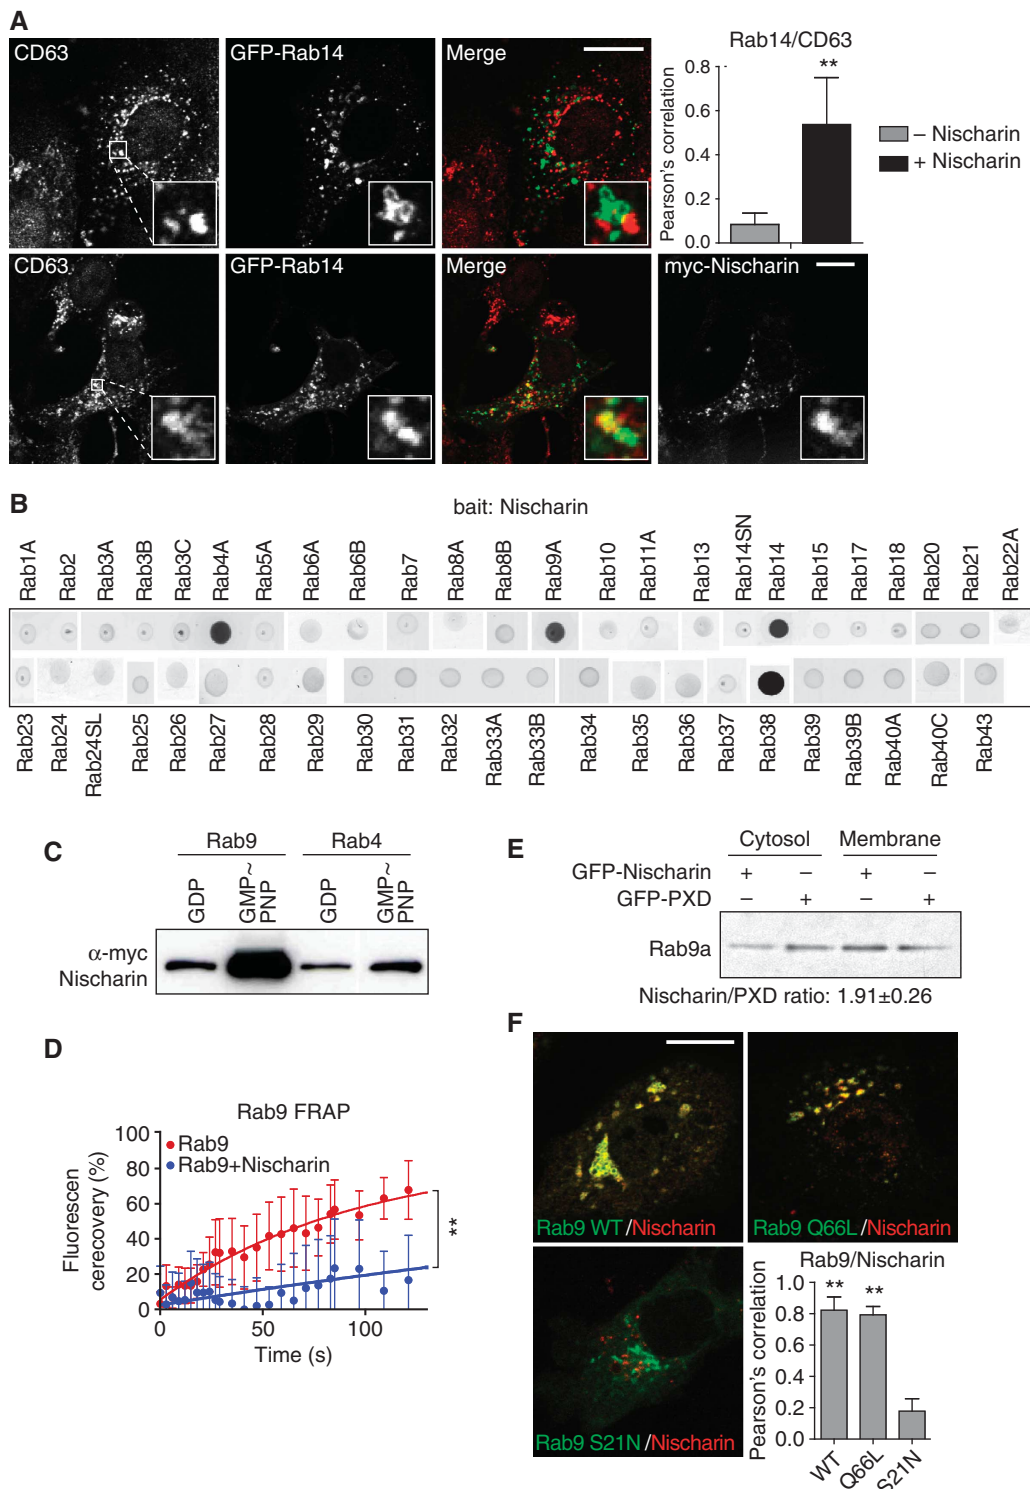 A
CD63
GFP-Rab14
Merge
Rab14/CD63
Pearson's correlation
0.8
0.6
0.4
0.2
0.0
**
– Nischarin
+ Nischarin
CD63
GFP-Rab14
Merge
myc-Nischarin
B
bait: Nischarin
Rab1A
Rab2
Rab3A
Rab3B
Rab3C
Rab4A
Rab5A
Rab6A
Rab6B
Rab7
Rab8A
Rab8B
Rab9A
Rab10
Rab11A
Rab13
Rab14SN
Rab14
Rab15
Rab17
Rab18
Rab20
Rab21
Rab22A
Rab23
Rab24
Rab24SL
Rab25
Rab26
Rab27
Rab28
Rab29
Rab30
Rab31
Rab32
Rab33A
Rab33B
Rab34
Rab35
Rab36
Rab37
Rab38
Rab39
Rab39B
Rab40A
Rab40C
Rab43
C
Rab9
Rab4
GDP
GMP~
PNP
GDP
GMP~
PNP
α-myc
Nischarin
E
Cytosol
Membrane
GFP-Nischarin + – + –
GFP-PXD – + – +
Rab9a
Nischarin/PXD ratio: 1.91±0.26
D
Rab9 FRAP
Fluorescen
cerecovery (%)
100
80
60
40
20
0
Rab9
Rab9+Nischarin
**
0
50
100
Time (s)
F
Rab9 WT/Nischarin
Rab9 Q66L/Nischarin
Rab9 S21N/Nischarin
Rab9/Nischarin
Pearson's correlation
1.0
0.8
0.6
0.4
0.2
0.0
**
**
WT
Q66L
S21N